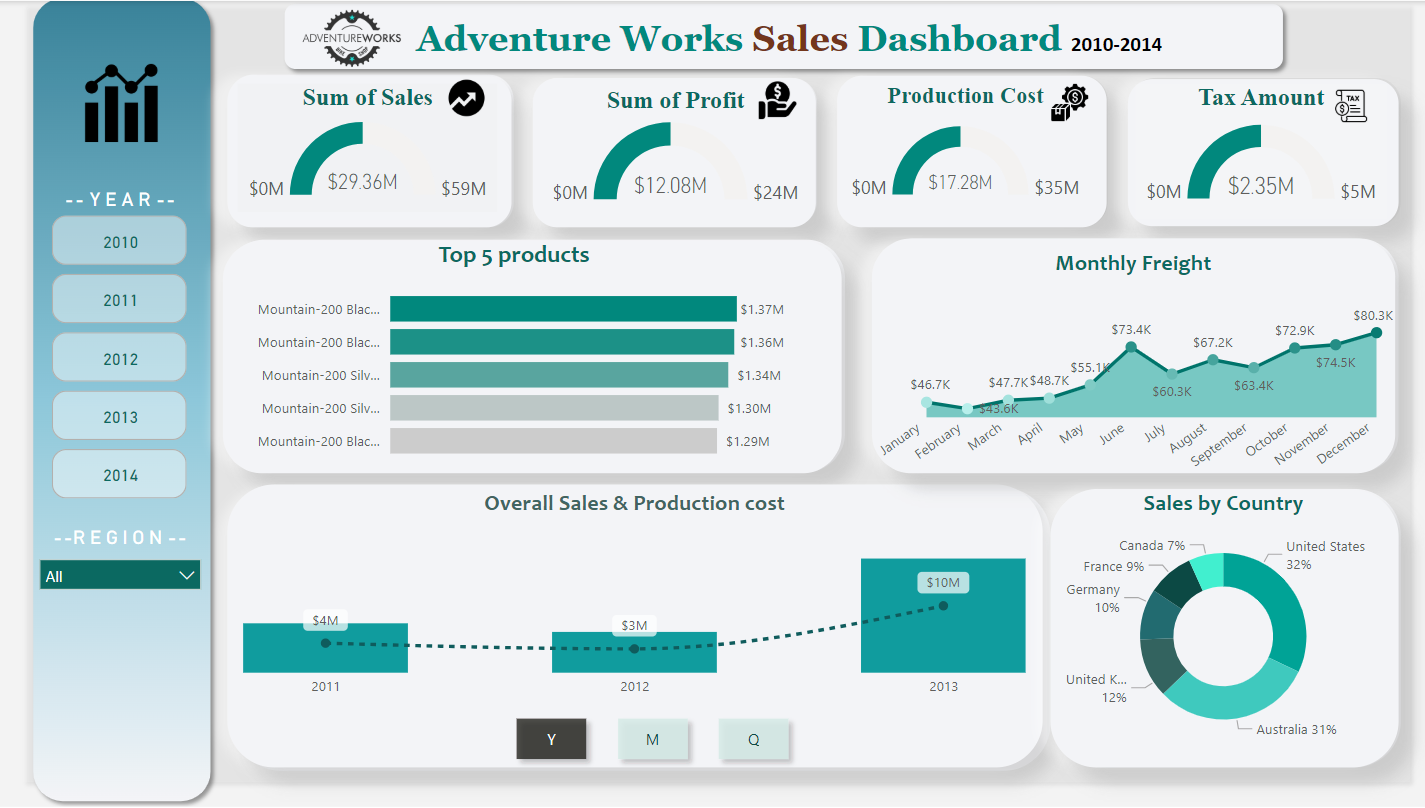 ADVENTUREWORKS
BIKE SHOP
Adventure Works Sales Dashboard 2010-2014
--YEAR--
2010
2011
2012
2013
2014
--REGION--
All
Sum of Sales
$0M
$29.36M
$59M
Sum of Profit
$0M
$12.08M
$24M
Production Cost
$0M
$17.28M
$35M
Tax Amount
TAX
$0M
$2.35M
$5M
Top 5 products
Mountain-200 Blac... $1.37M
Mountain-200 Blac... $1.36M
Mountain-200 Silv... $1.34M
Mountain-200 Silv... $1.30M
Mountain-200 Blac... $1.29M
Monthly Freight
$46.7K
$43.6K
$47.7K
$48.7K
$55.1K
$73.4K
$60.3K
$67.2K
$63.4K
$72.9K
$74.5K
$80.3K
January
February
March
April
May
June
July
August
September
October
November
December
Overall Sales & Production cost
$4M
$3M
$10M
2011
2012
2013
Y
M
Q
Sales by Country
Canada 7%
France 9%
Germany
10%
United K...
12%
United States
32%
Australia 31%